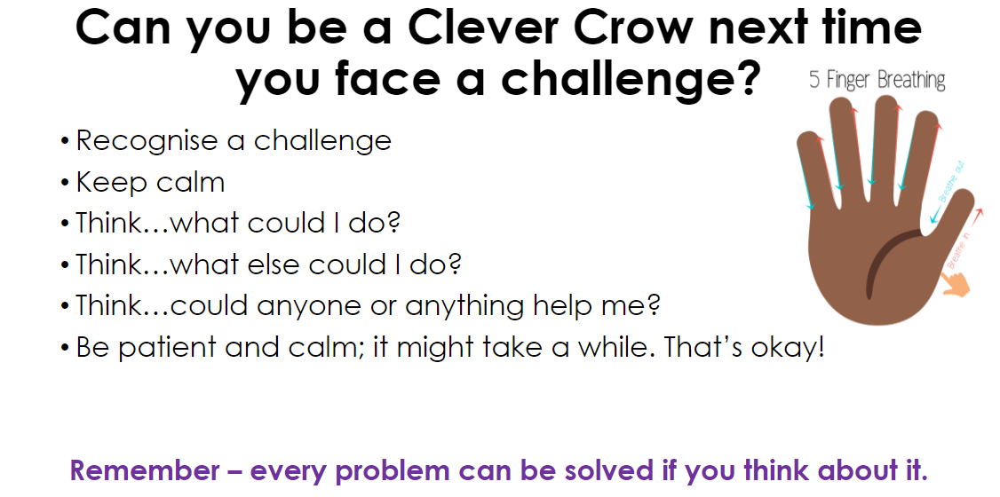 Can you be a Clever Crow next time
you face a challenge?
5 Finger Breathing
• Recognise a challenge
• Keep calm
• Think...what could I do?
• Think...what else could I do?
• Think...could anyone or anything help me?
• Be patient and calm; it might take a while. That’s okay!
Breathe out
Breathe in
Remember – every problem can be solved if you think about it.